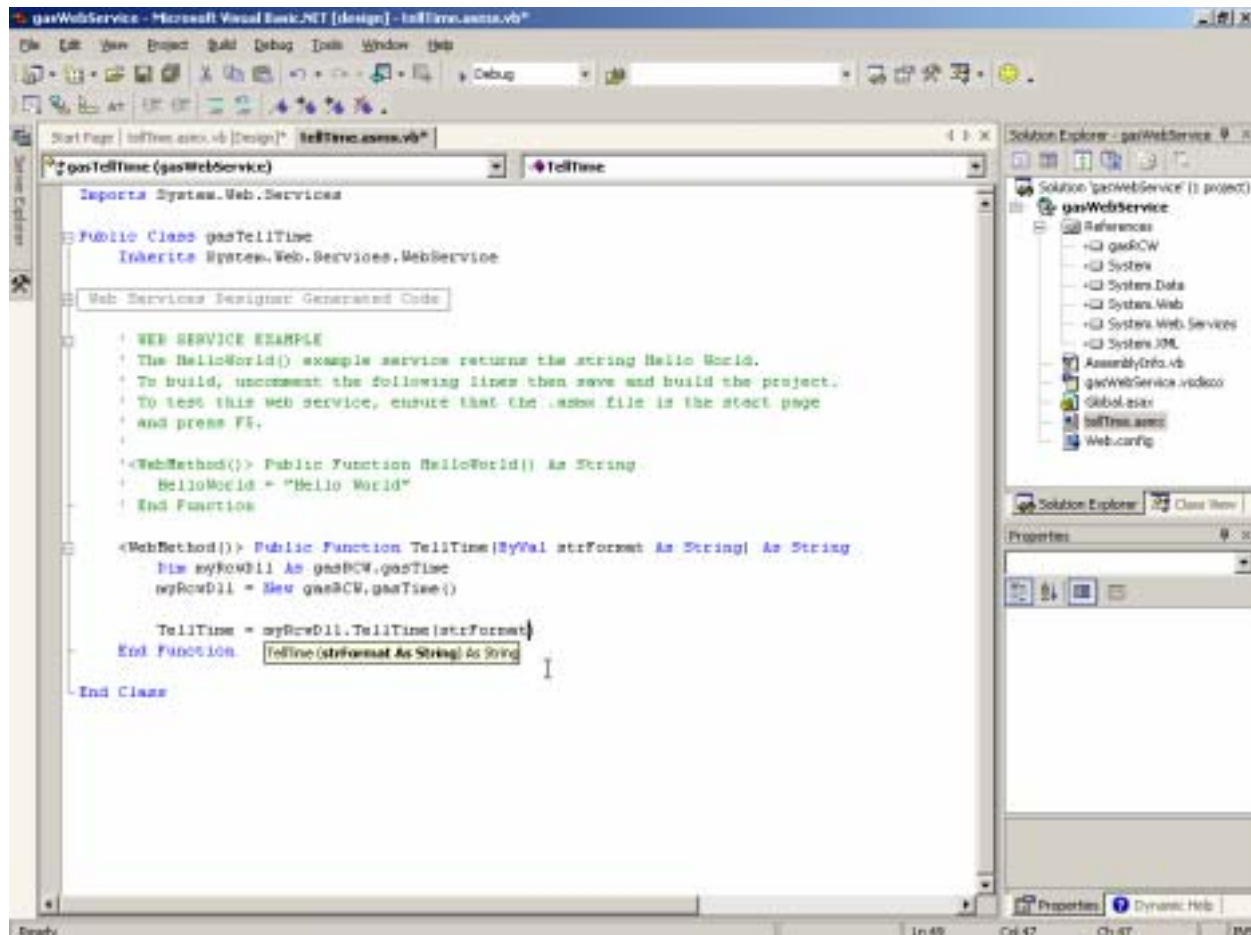 gasWebService - Microsoft Visual Basic.NET [design] - tellTime.asmx.vb*
File Edit View Project Build Debug Tools Window Help
Debug
Start Page | tellTime.asmx.vb [Design]* | tellTime.asmx.vb*
gasTellTime (gasWebService)
TellTime
Server Explorer
Imports System.Web.Services
Public Class gasTellTime
Inherits System.Web.Services.WebService
Web Services Designer Generated Code
' WEB SERVICE EXAMPLE
' The HelloWorld() example service returns the string Hello World.
' To build, uncomment the following lines then save and build the project.
' To test this web service, ensure that the .asmx file is the start page
' and press F5.
'
'<WebMethod()> Public Function HelloWorld() As String
' HelloWorld = "Hello World"
' End Function
<WebMethod()> Public Function TellTime(ByVal strFormat As String) As String
Dim myRcwDll As gasRCW.gasTime
myRcwDll = New gasRCW.gasTime()
TellTime = myRcwDll.TellTime(strFormat)
End Function
TellTime (strFormat As String) As String
End Class
Solution Explorer - gasWebService
Solution 'gasWebService' (1 project)
gasWebService
References
gasRCW
System
System.Data
System.Web
System.Web.Services
System.XML
AssemblyInfo.vb
gasWebService.vsdisco
Global.asax
tellTime.asmx
Web.config
Solution Explorer Class View
Properties
Properties Dynamic Help
Ready
Ln 49 Col 47 Ch 47 INS